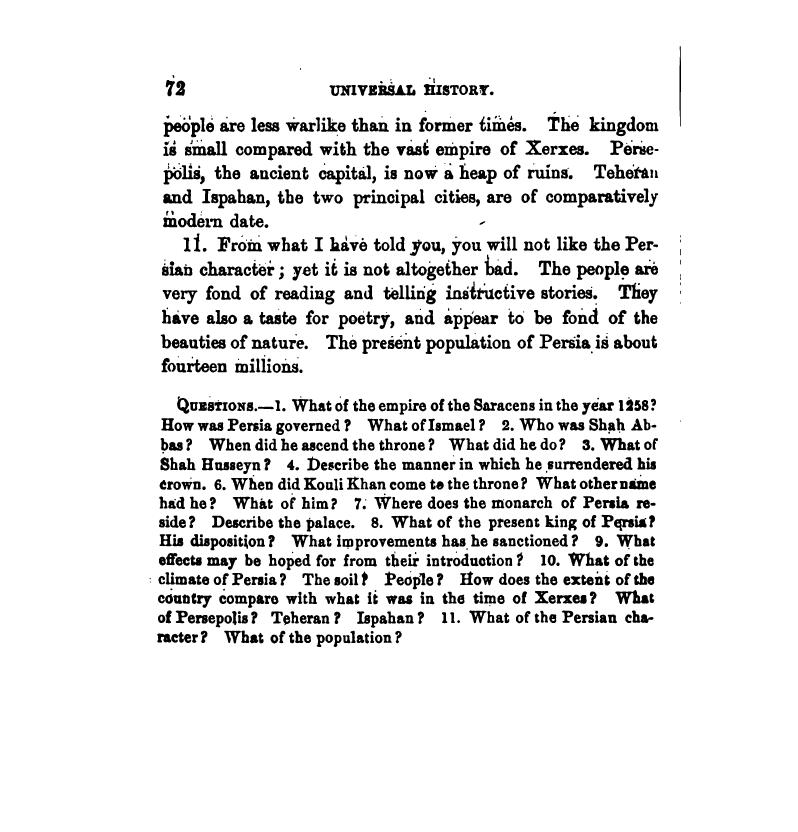 72 UNIVERSAL HISTORY.
people are less warlike than in former times. The kingdom
is small compared with the vast empire of Xerxes. Perse-
polis, the ancient capital, is now a heap of ruins. Teheran
and Ispahan, the two principal cities, are of comparatively
modern date.
11. From what I have told you, you will not like the Per-
sian character; yet it is not altogether bad. The people are
very fond of reading and telling instructive stories. They
have also a taste for poetry, and appear to be fond of the
beauties of nature. The present population of Persia is about
fourteen millions.
QUESTIONS.—1. What of the empire of the Saracens in the year 1258?
How was Persia governed? What of Ismael? 2. Who was Shah Ab-
bas? When did he ascend the throne? What did he do? 3. What of
Shah Husseyn? 4. Describe the manner in which he surrendered his
crown. 6. When did Kouli Khan come to the throne? What other name
had he? What of him? 7. Where does the monarch of Persia re-
side? Describe the palace. 8. What of the present king of Persia?
His disposition? What improvements has he sanctioned? 9. What
effects may be hoped for from their introduction? 10. What of the
climate of Persia? The soil? People? How does the extent of the
country compare with what it was in the time of Xerxes? What
of Persepolis? Teheran? Ispahan? 11. What of the Persian cha-
racter? What of the population?